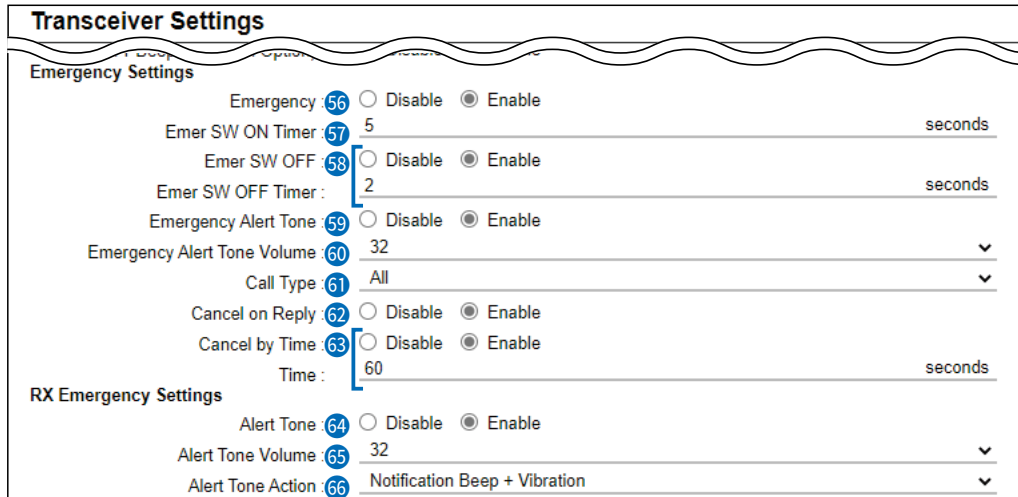 Transceiver Settings
Emergency Settings
Emergency : 56 Disable Enable
Emer SW ON Timer : 57 5 seconds
Emer SW OFF : 58 Disable Enable
Emer SW OFF Timer : 2 seconds
Emergency Alert Tone : 59 Disable Enable
Emergency Alert Tone Volume : 60 32
Call Type : 61 All
Cancel on Reply : 62 Disable Enable
Cancel by Time : 63 Disable Enable
Time : 60 seconds
RX Emergency Settings
Alert Tone : 64 Disable Enable
Alert Tone Volume : 65 32
Alert Tone Action : 66 Notification Beep + Vibration